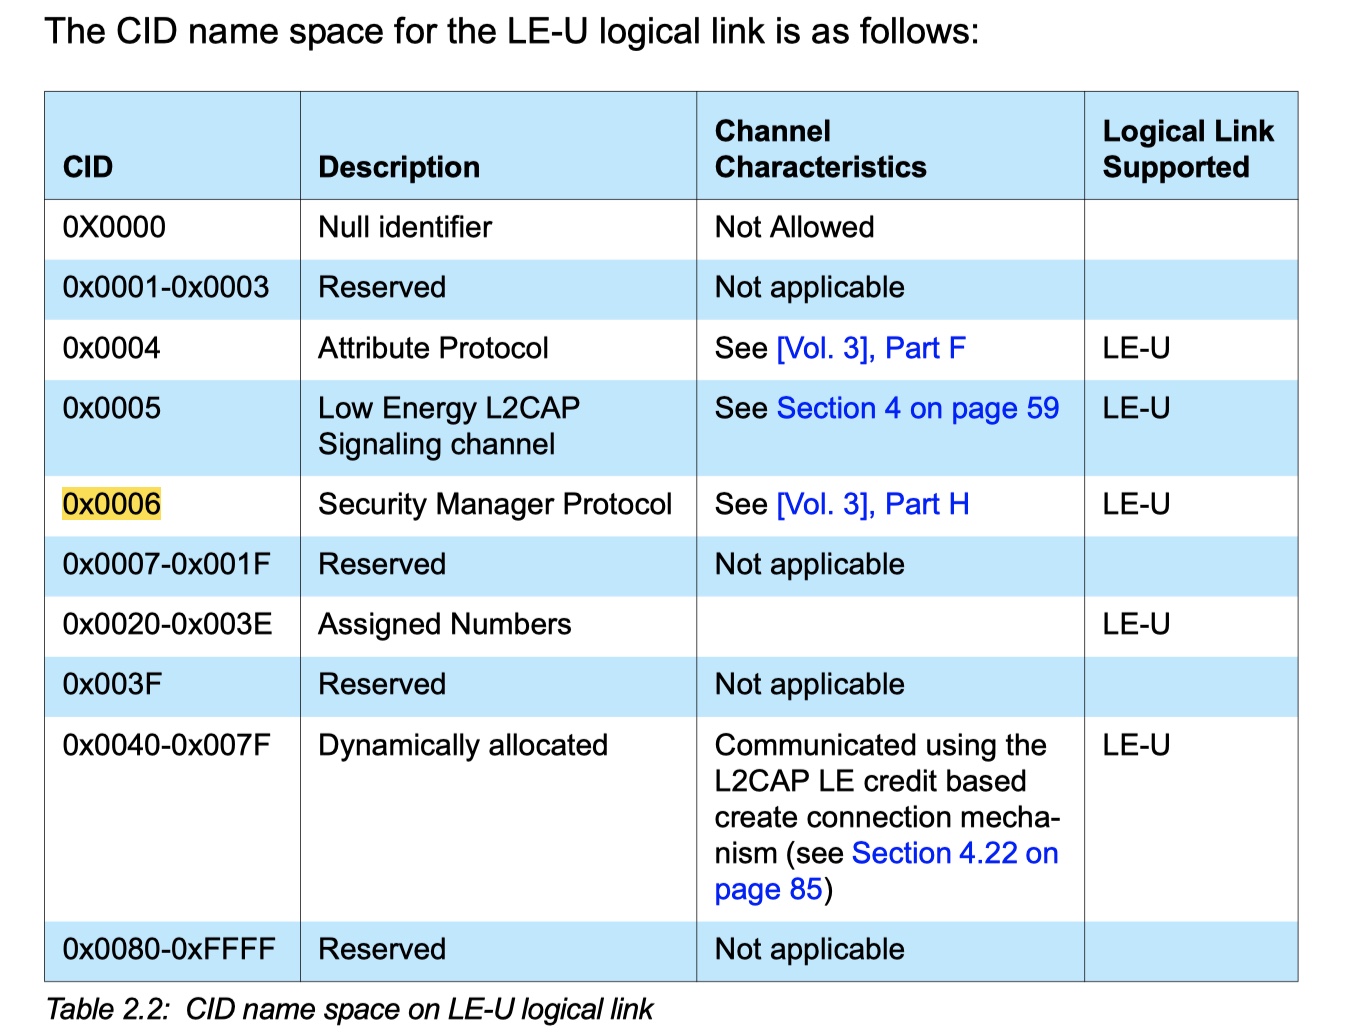 The CID name space for the LE-U logical link is as follows:
CID Description Channel Characteristics Logical Link Supported
0X0000 Null identifier Not Allowed
0x0001-0x0003 Reserved Not applicable
0x0004 Attribute Protocol See [Vol. 3], Part F LE-U
0x0005 Low Energy L2CAP Signaling channel See Section 4 on page 59 LE-U
0x0006 Security Manager Protocol See [Vol. 3], Part H LE-U
0x0007-0x001F Reserved Not applicable
0x0020-0x003E Assigned Numbers LE-U
0x003F Reserved Not applicable
0x0040-0x007F Dynamically allocated Communicated using the LE-U
L2CAP LE credit based
create connection mecha-
nism (see Section 4.22 on
page 85)
0x0080-0xFFFF Reserved Not applicable
Table 2.2: CID name space on LE-U logical link